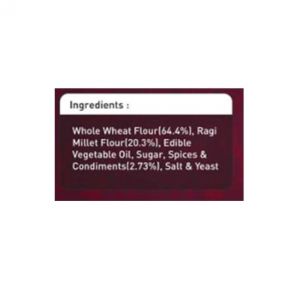 Ingredients :
Whole Wheat Flour(64.4%), Ragi
Millet Flour(20.3%), Edible
Vegetable Oil, Sugar, Spices &
Condiments(2.73%), Salt & Yeast